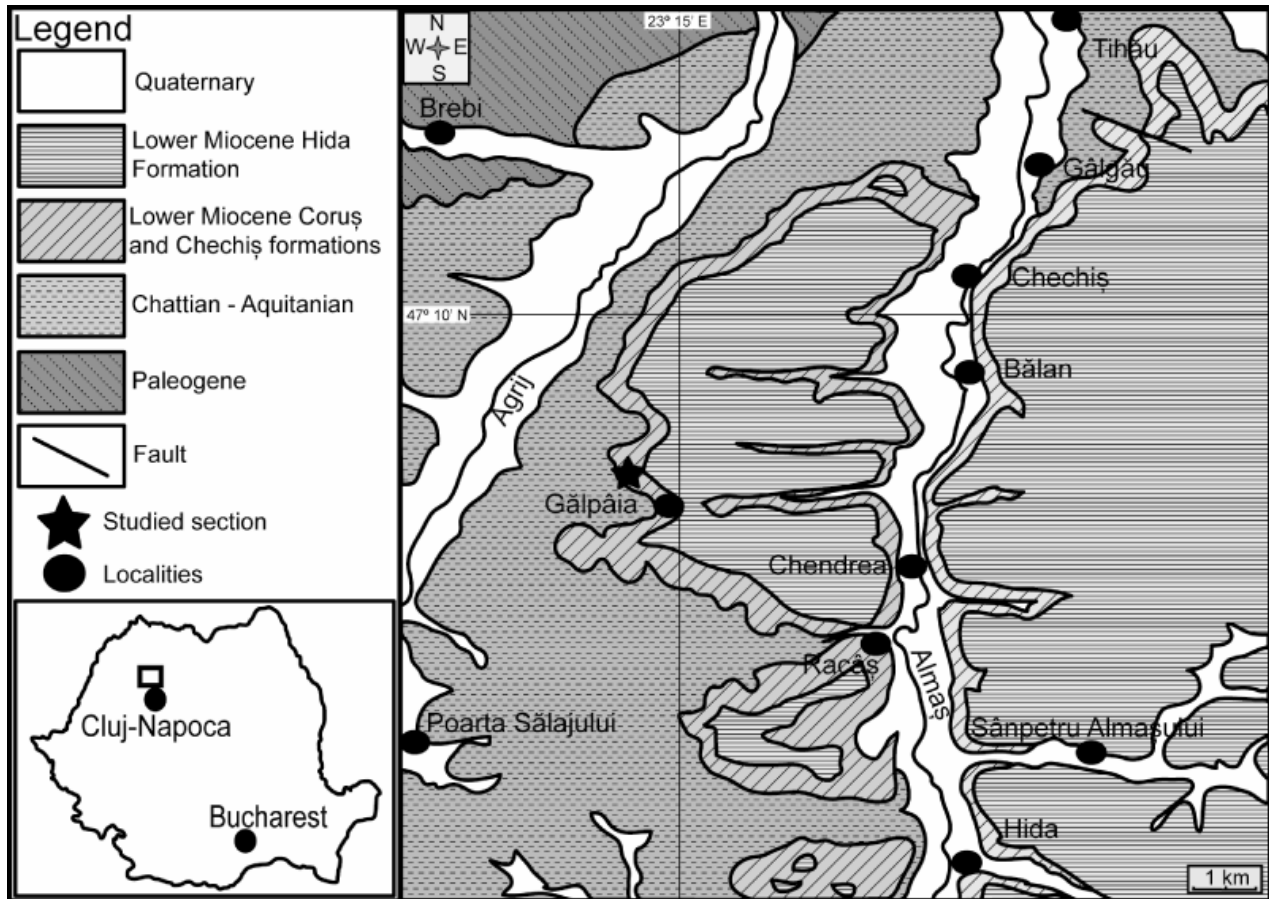 Legend
Quaternary
Lower Miocene Hida
Formation
Lower Miocene Coruș
and Chechiș formations
Chattian - Aquitanian
Paleogene
Fault
Studied section
Localities
Cluj-Napoca
Bucharest
N
W E
S
23º 15' E
Tihău
Brebi
Gâlgău
Chechiș
47º 10' N
Bălan
Agrij
Gălpâia
Chendrea
Racâș
Almaș
Poarta Sălajului
Sânpetru Almașului
Hida
1 km